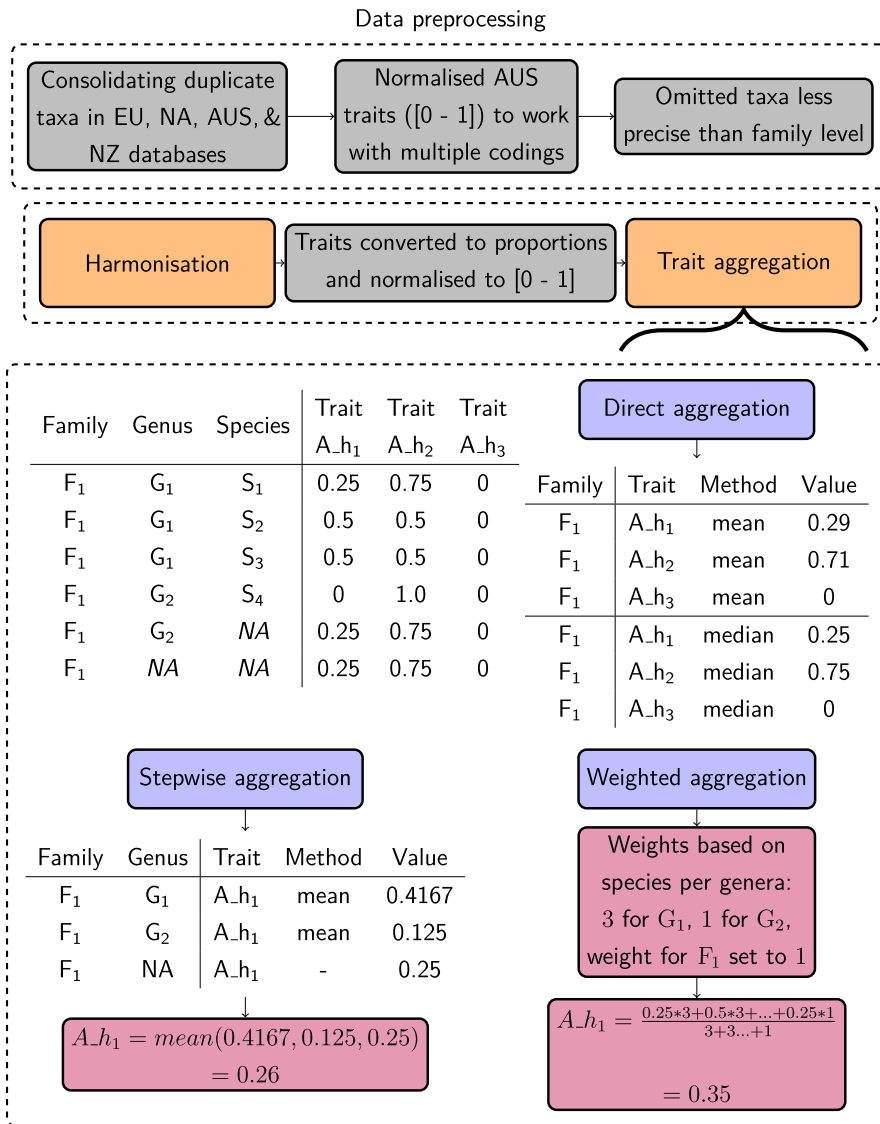 Data preprocessing
Consolidating duplicate
taxa in EU, NA, AUS, &
NZ databases
Normalised AUS
traits ([0 - 1]) to work
with multiple codings
Omitted taxa less
precise than family level
Harmonisation
Traits converted to proportions
and normalised to [0 - 1]
Trait aggregation
Family Genus Species Trait A_h₁ Trait A_h₂ Trait A_h₃
F₁ G₁ S₁ 0.25 0.75 0
F₁ G₁ S₂ 0.5 0.5 0
F₁ G₁ S₃ 0.5 0.5 0
F₁ G₂ S₄ 0 1.0 0
F₁ G₂ NA 0.25 0.75 0
F₁ NA NA 0.25 0.75 0
Direct aggregation
Family Trait Method Value
F₁ A_h₁ mean 0.29
F₁ A_h₂ mean 0.71
F₁ A_h₃ mean 0
F₁ A_h₁ median 0.25
F₁ A_h₂ median 0.75
F₁ A_h₃ median 0
Stepwise aggregation
Family Genus Trait Method Value
F₁ G₁ A_h₁ mean 0.4167
F₁ G₂ A_h₁ mean 0.125
F₁ NA A_h₁ - 0.25
A_h₁ = mean(0.4167, 0.125, 0.25)
= 0.26
Weighted aggregation
Weights based on
species per genera:
3 for G₁, 1 for G₂,
weight for F₁ set to 1
A_h₁ = (0.25*3+0.5*3+...+0.25*1)/(3+3...+1)
= 0.35